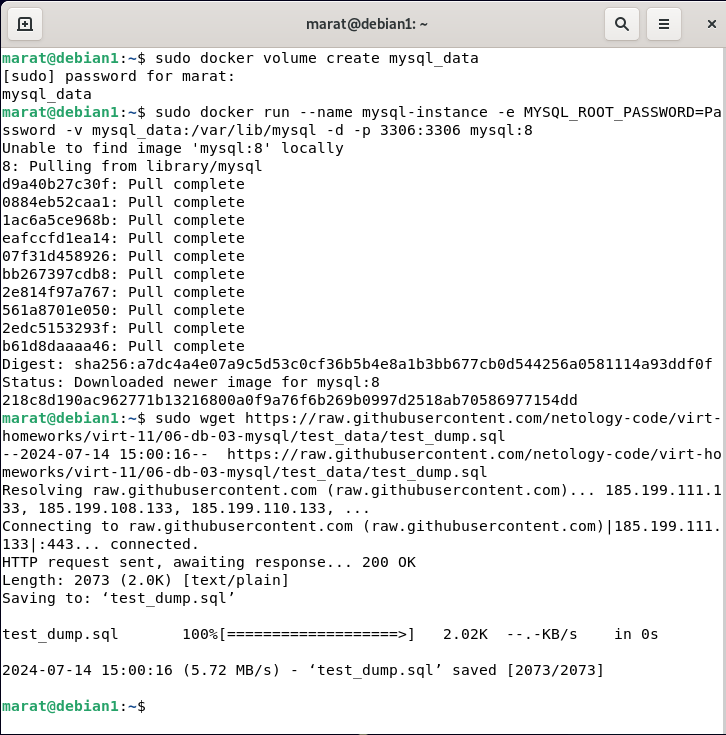 marat@debian1: ~
marat@debian1:~$ sudo docker volume create mysql_data
[sudo] password for marat:
mysql_data
marat@debian1:~$ sudo docker run --name mysql-instance -e MYSQL_ROOT_PASSWORD=Pa
ssword -v mysql_data:/var/lib/mysql -d -p 3306:3306 mysql:8
Unable to find image 'mysql:8' locally
8: Pulling from library/mysql
d9a40b27c30f: Pull complete
0884eb52caa1: Pull complete
1ac6a5ce968b: Pull complete
eafccfd1ea14: Pull complete
07f31d458926: Pull complete
bb267397cdb8: Pull complete
2e814f97a767: Pull complete
561a8701e050: Pull complete
2edc5153293f: Pull complete
b61d8daaaa46: Pull complete
Digest: sha256:a7dc4a4e07a9c5d53c0cf36b5b4e8a1b3bb677cb0d544256a0581114a93ddf0f
Status: Downloaded newer image for mysql:8
218c8d190ac962771b13216800a0f9a76f6b269b0997d2518ab70586977154dd
marat@debian1:~$ sudo wget https://raw.githubusercontent.com/netology-code/virt-
homeworks/virt-11/06-db-03-mysql/test_data/test_dump.sql
--2024-07-14 15:00:16--  https://raw.githubusercontent.com/netology-code/virt-ho
meworks/virt-11/06-db-03-mysql/test_data/test_dump.sql
Resolving raw.githubusercontent.com (raw.githubusercontent.com)... 185.199.111.1
33, 185.199.108.133, 185.199.110.133, ...
Connecting to raw.githubusercontent.com (raw.githubusercontent.com)|185.199.111.
133|:443... connected.
HTTP request sent, awaiting response... 200 OK
Length: 2073 (2.0K) [text/plain]
Saving to: ‘test_dump.sql’
test_dump.sql       100%[===================>]   2.02K  --.-KB/s    in 0s
2024-07-14 15:00:16 (5.72 MB/s) - ‘test_dump.sql’ saved [2073/2073]
marat@debian1:~$